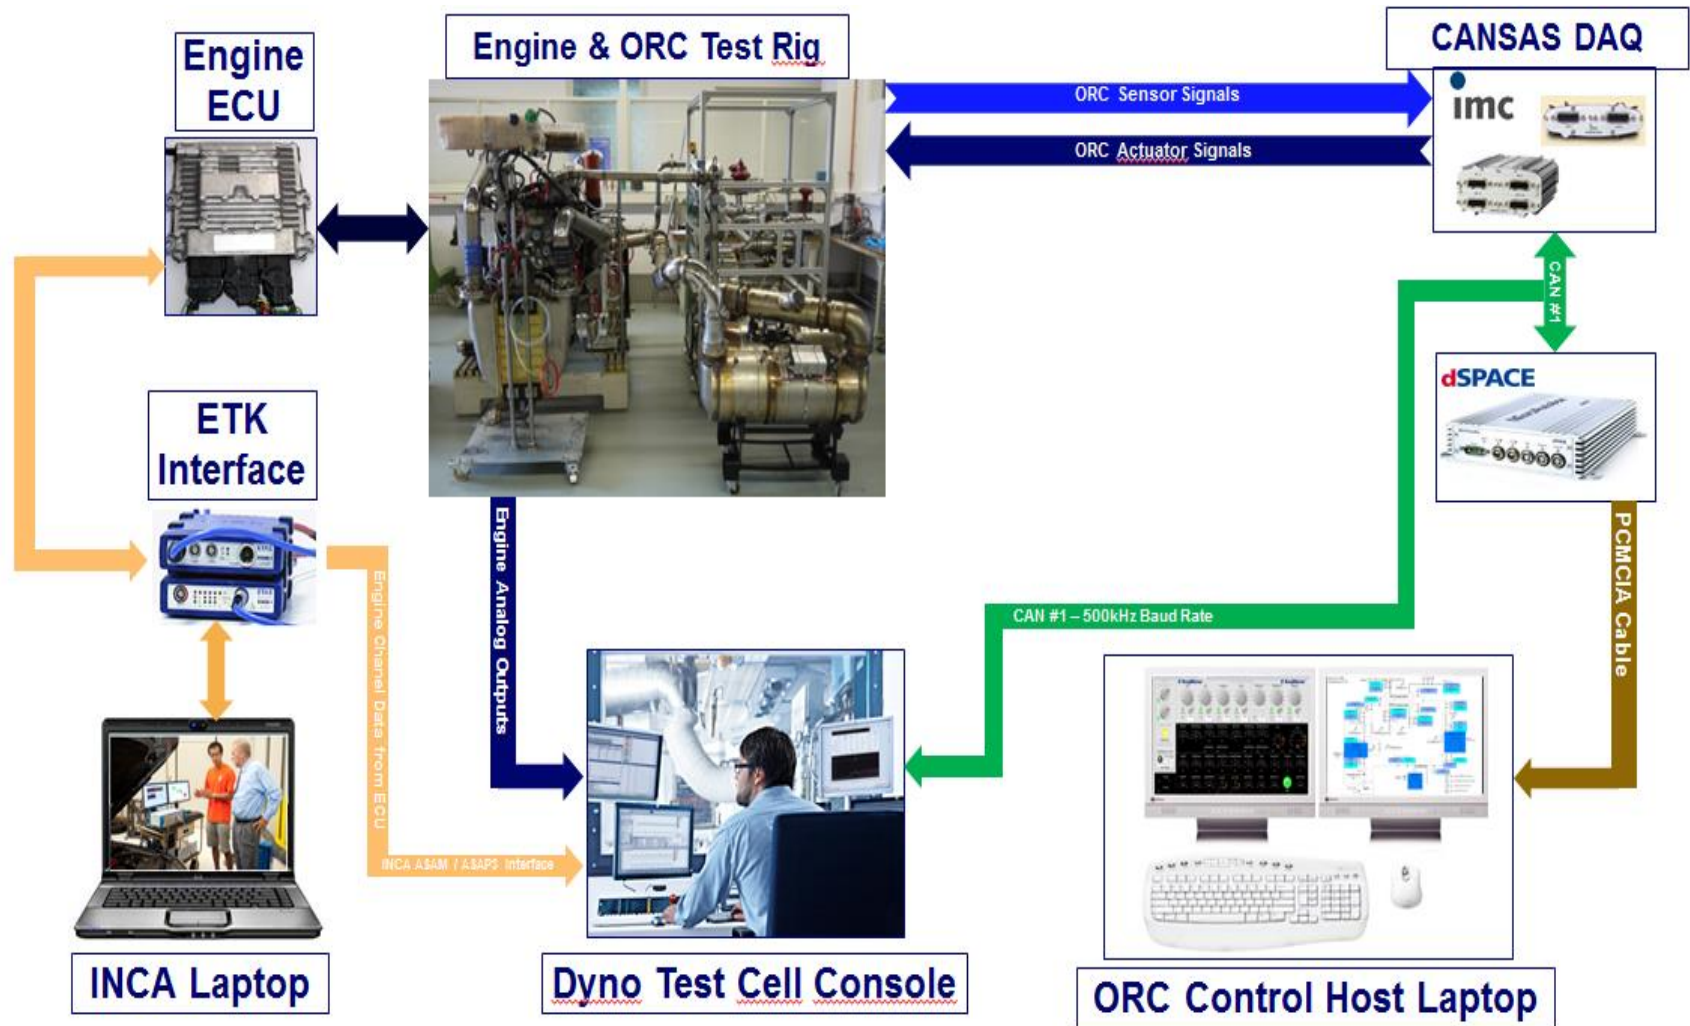 Engine
ECU
Engine & ORC Test Rig
CANSAS DAQ
imc
ORC Sensor Signals
ORC Actuator Signals
CAN #1
dSPACE
ETK
Interface
Engine Analog Outputs
Engine Chanel Data from ECU
INCA ASAM / ASAP3 Interface
CAN #1 – 500kHz Baud Rate
PCMCIA Cable
INCA Laptop
Dyno Test Cell Console
ORC Control Host Laptop